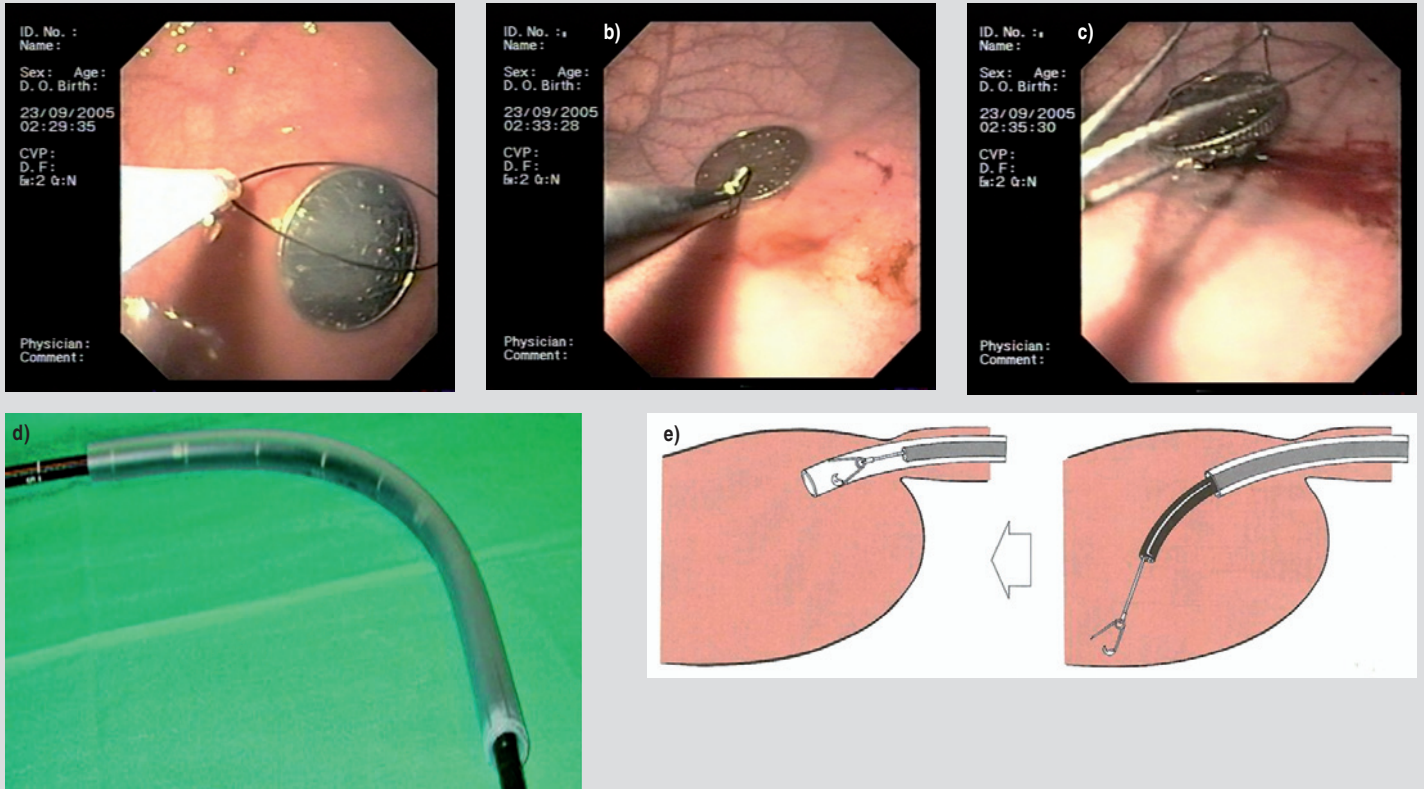 ID. No. :
Name:
Sex: Age:
D. O. Birth:
23/09/2005
02:29:35
CVP:
D. F:
Physician:
Comment:
b)
ID. No. :
Name:
Sex: Age:
D. O. Birth:
23/09/2005
02:33:28
CVP:
D. F:
Physician:
Comment:
c)
ID. No. :
Name:
Sex: Age:
D. O. Birth:
23/09/2005
02:35:30
CVP:
D. F:
Physician:
Comment:
d)
e)